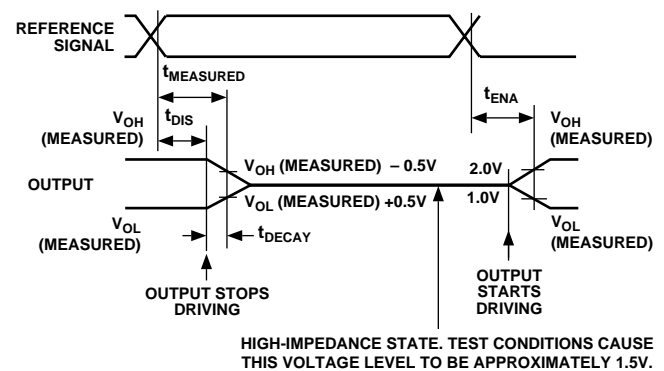 REFERENCE
SIGNAL
tMEASURED
tENA
VOH
(MEASURED)
tDIS
VOH
(MEASURED)
VOH (MEASURED) – 0.5V
2.0V
OUTPUT
VOL (MEASURED) +0.5V
1.0V
VOL
(MEASURED)
tDECAY
VOL
(MEASURED)
OUTPUT STOPS
DRIVING
OUTPUT
STARTS
DRIVING
HIGH-IMPEDANCE STATE. TEST CONDITIONS CAUSE
THIS VOLTAGE LEVEL TO BE APPROXIMATELY 1.5V.